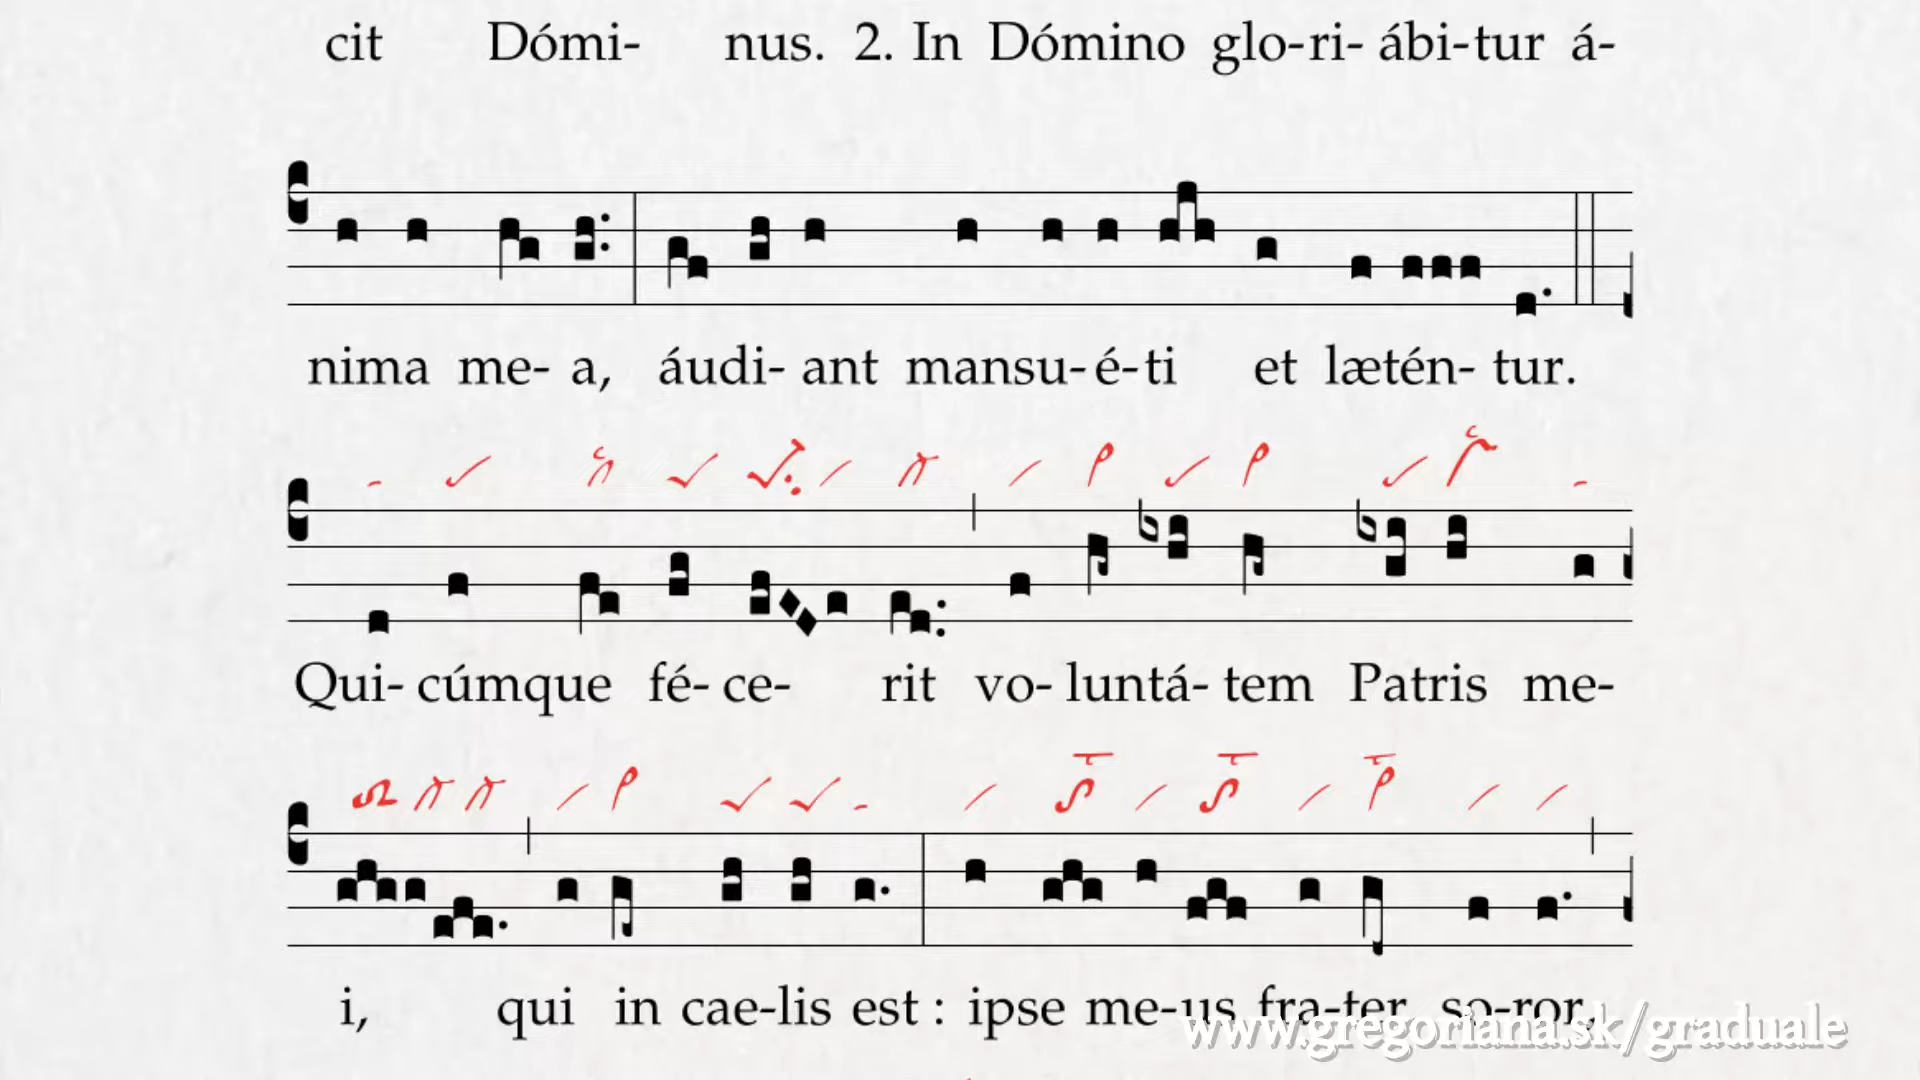 cit Dómi- nus. 2. In Dómino glo-ri- ábi-tur á-
nima me- a, áudi- ant mansu-é-ti et lætén- tur.
Qui- cúmque fé- ce- rit vo- luntá- tem Patris me-
i, qui in cae-lis est : ipse me-us fra-ter so-ror,
www.gregoriana.sk/graduale